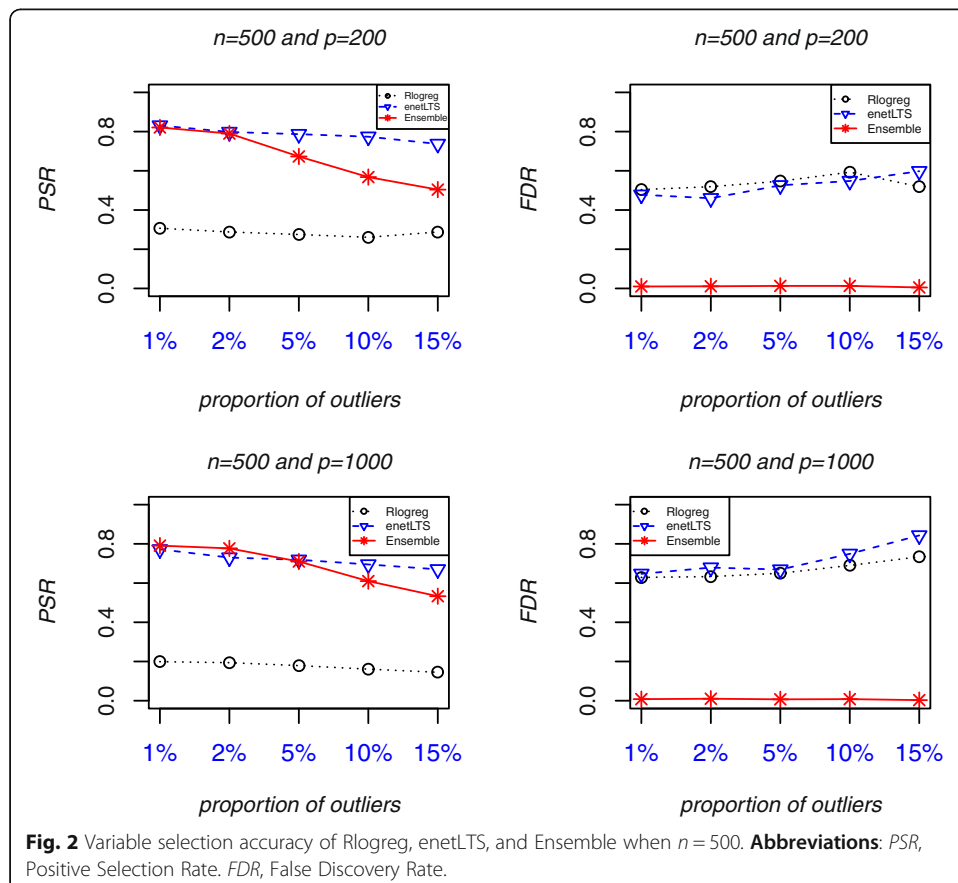 n=500 and p=200
Rlogreg
enetLTS
Ensemble
PSR
0.0 0.4 0.8
1% 2% 5% 10% 15%
proportion of outliers
n=500 and p=200
Rlogreg
enetLTS
Ensemble
FDR
0.0 0.4 0.8
1% 2% 5% 10% 15%
proportion of outliers
n=500 and p=1000
Rlogreg
enetLTS
Ensemble
PSR
0.0 0.4 0.8
1% 2% 5% 10% 15%
proportion of outliers
n=500 and p=1000
Rlogreg
enetLTS
Ensemble
FDR
0.0 0.4 0.8
1% 2% 5% 10% 15%
proportion of outliers
Fig. 2 Variable selection accuracy of Rlogreg, enetLTS, and Ensemble when n = 500. Abbreviations: PSR,
Positive Selection Rate. FDR, False Discovery Rate.